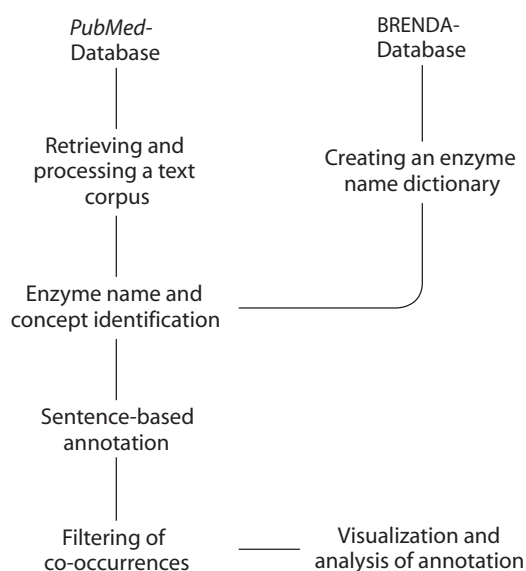 PubMed-
Database
BRENDA-
Database
Retrieving and
processing a text
corpus
Creating an enzyme
name dictionary
Enzyme name and
concept identification
Sentence-based
annotation
Filtering of
co-occurrences
Visualization and
analysis of annotation